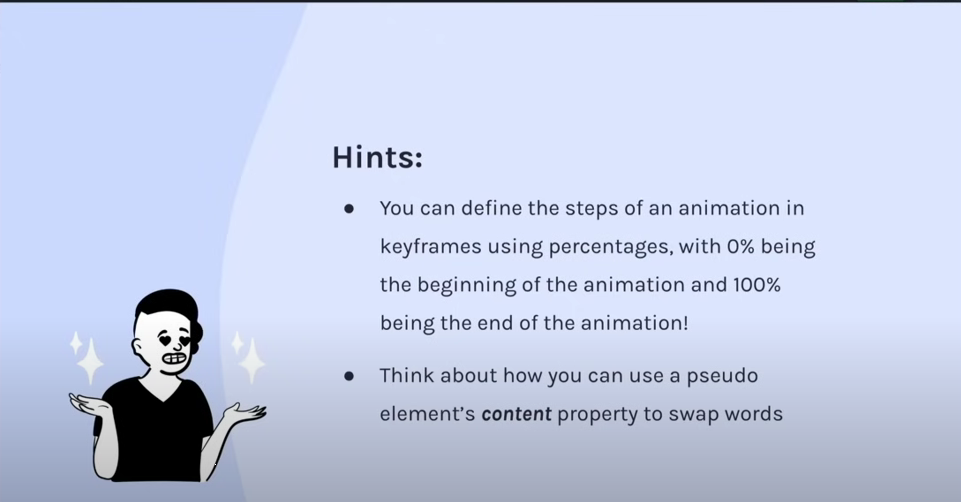 Hints:
● You can define the steps of an animation in
keyframes using percentages, with 0% being
the beginning of the animation and 100%
being the end of the animation!
● Think about how you can use a pseudo
element's content property to swap words